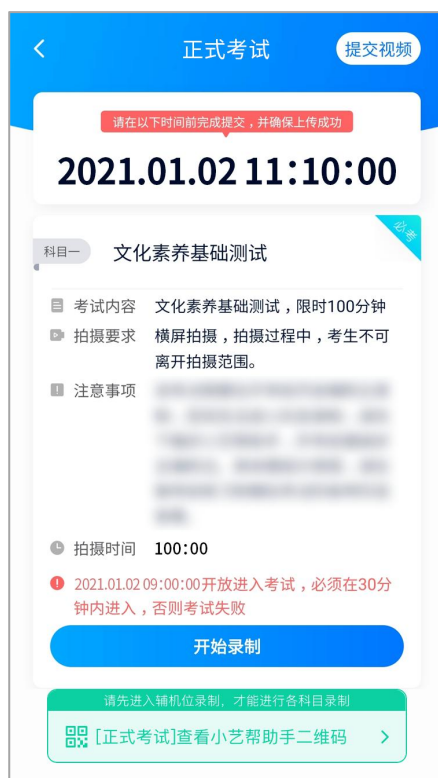 正式考试
提交视频
请在以下时间前完成提交，并确保上传成功
2021.01.02 11:10:00
必考
科目一
文化素养基础测试
考试内容 文化素养基础测试，限时100分钟
拍摄要求 横屏拍摄，拍摄过程中，考生不可
离开拍摄范围。
注意事项
拍摄时间 100:00
2021.01.02 09:00:00开放进入考试，必须在30分
钟内进入，否则考试失败
开始录制
请先进入辅机位录制，才能进行各科目录制
[正式考试]查看小艺帮助手二维码